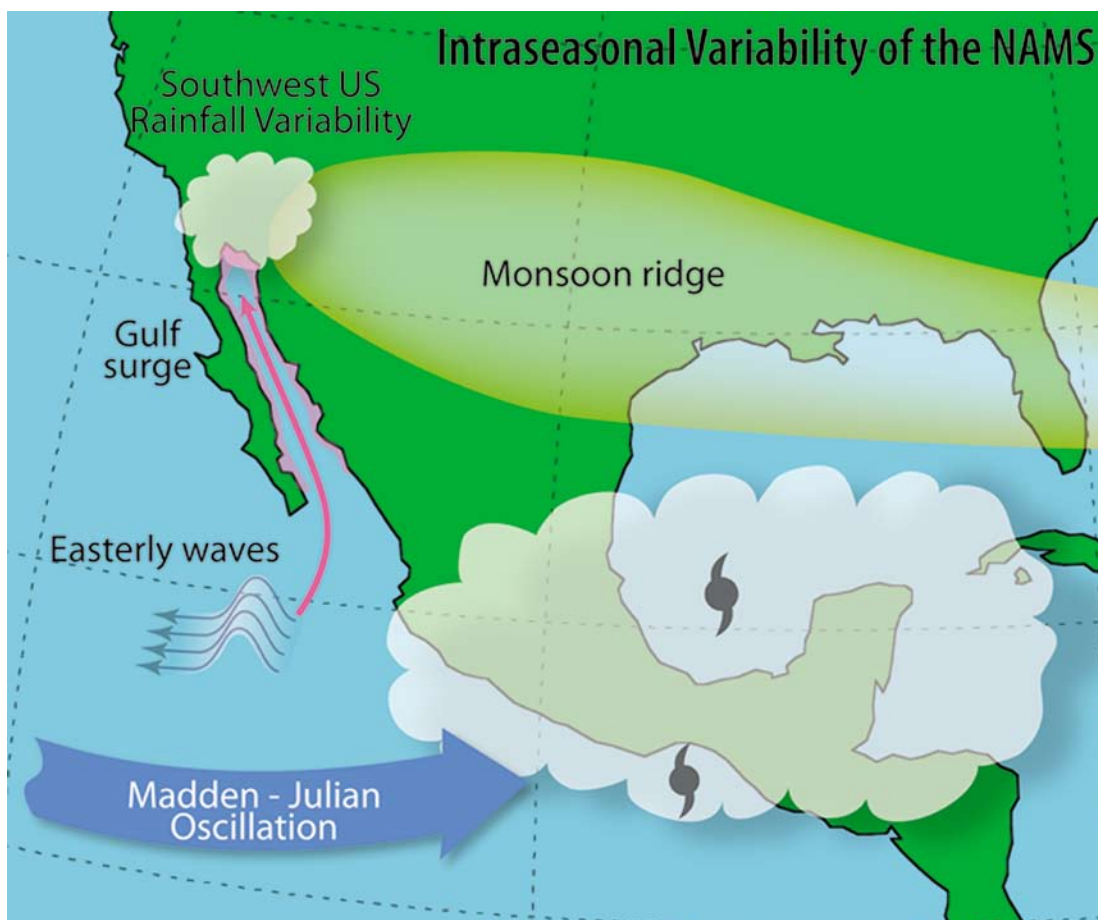 Intraseasonal Variability of the NAMS
Southwest US
Rainfall Variability
Monsoon ridge
Gulf
surge
Easterly waves
Madden - Julian
Oscillation